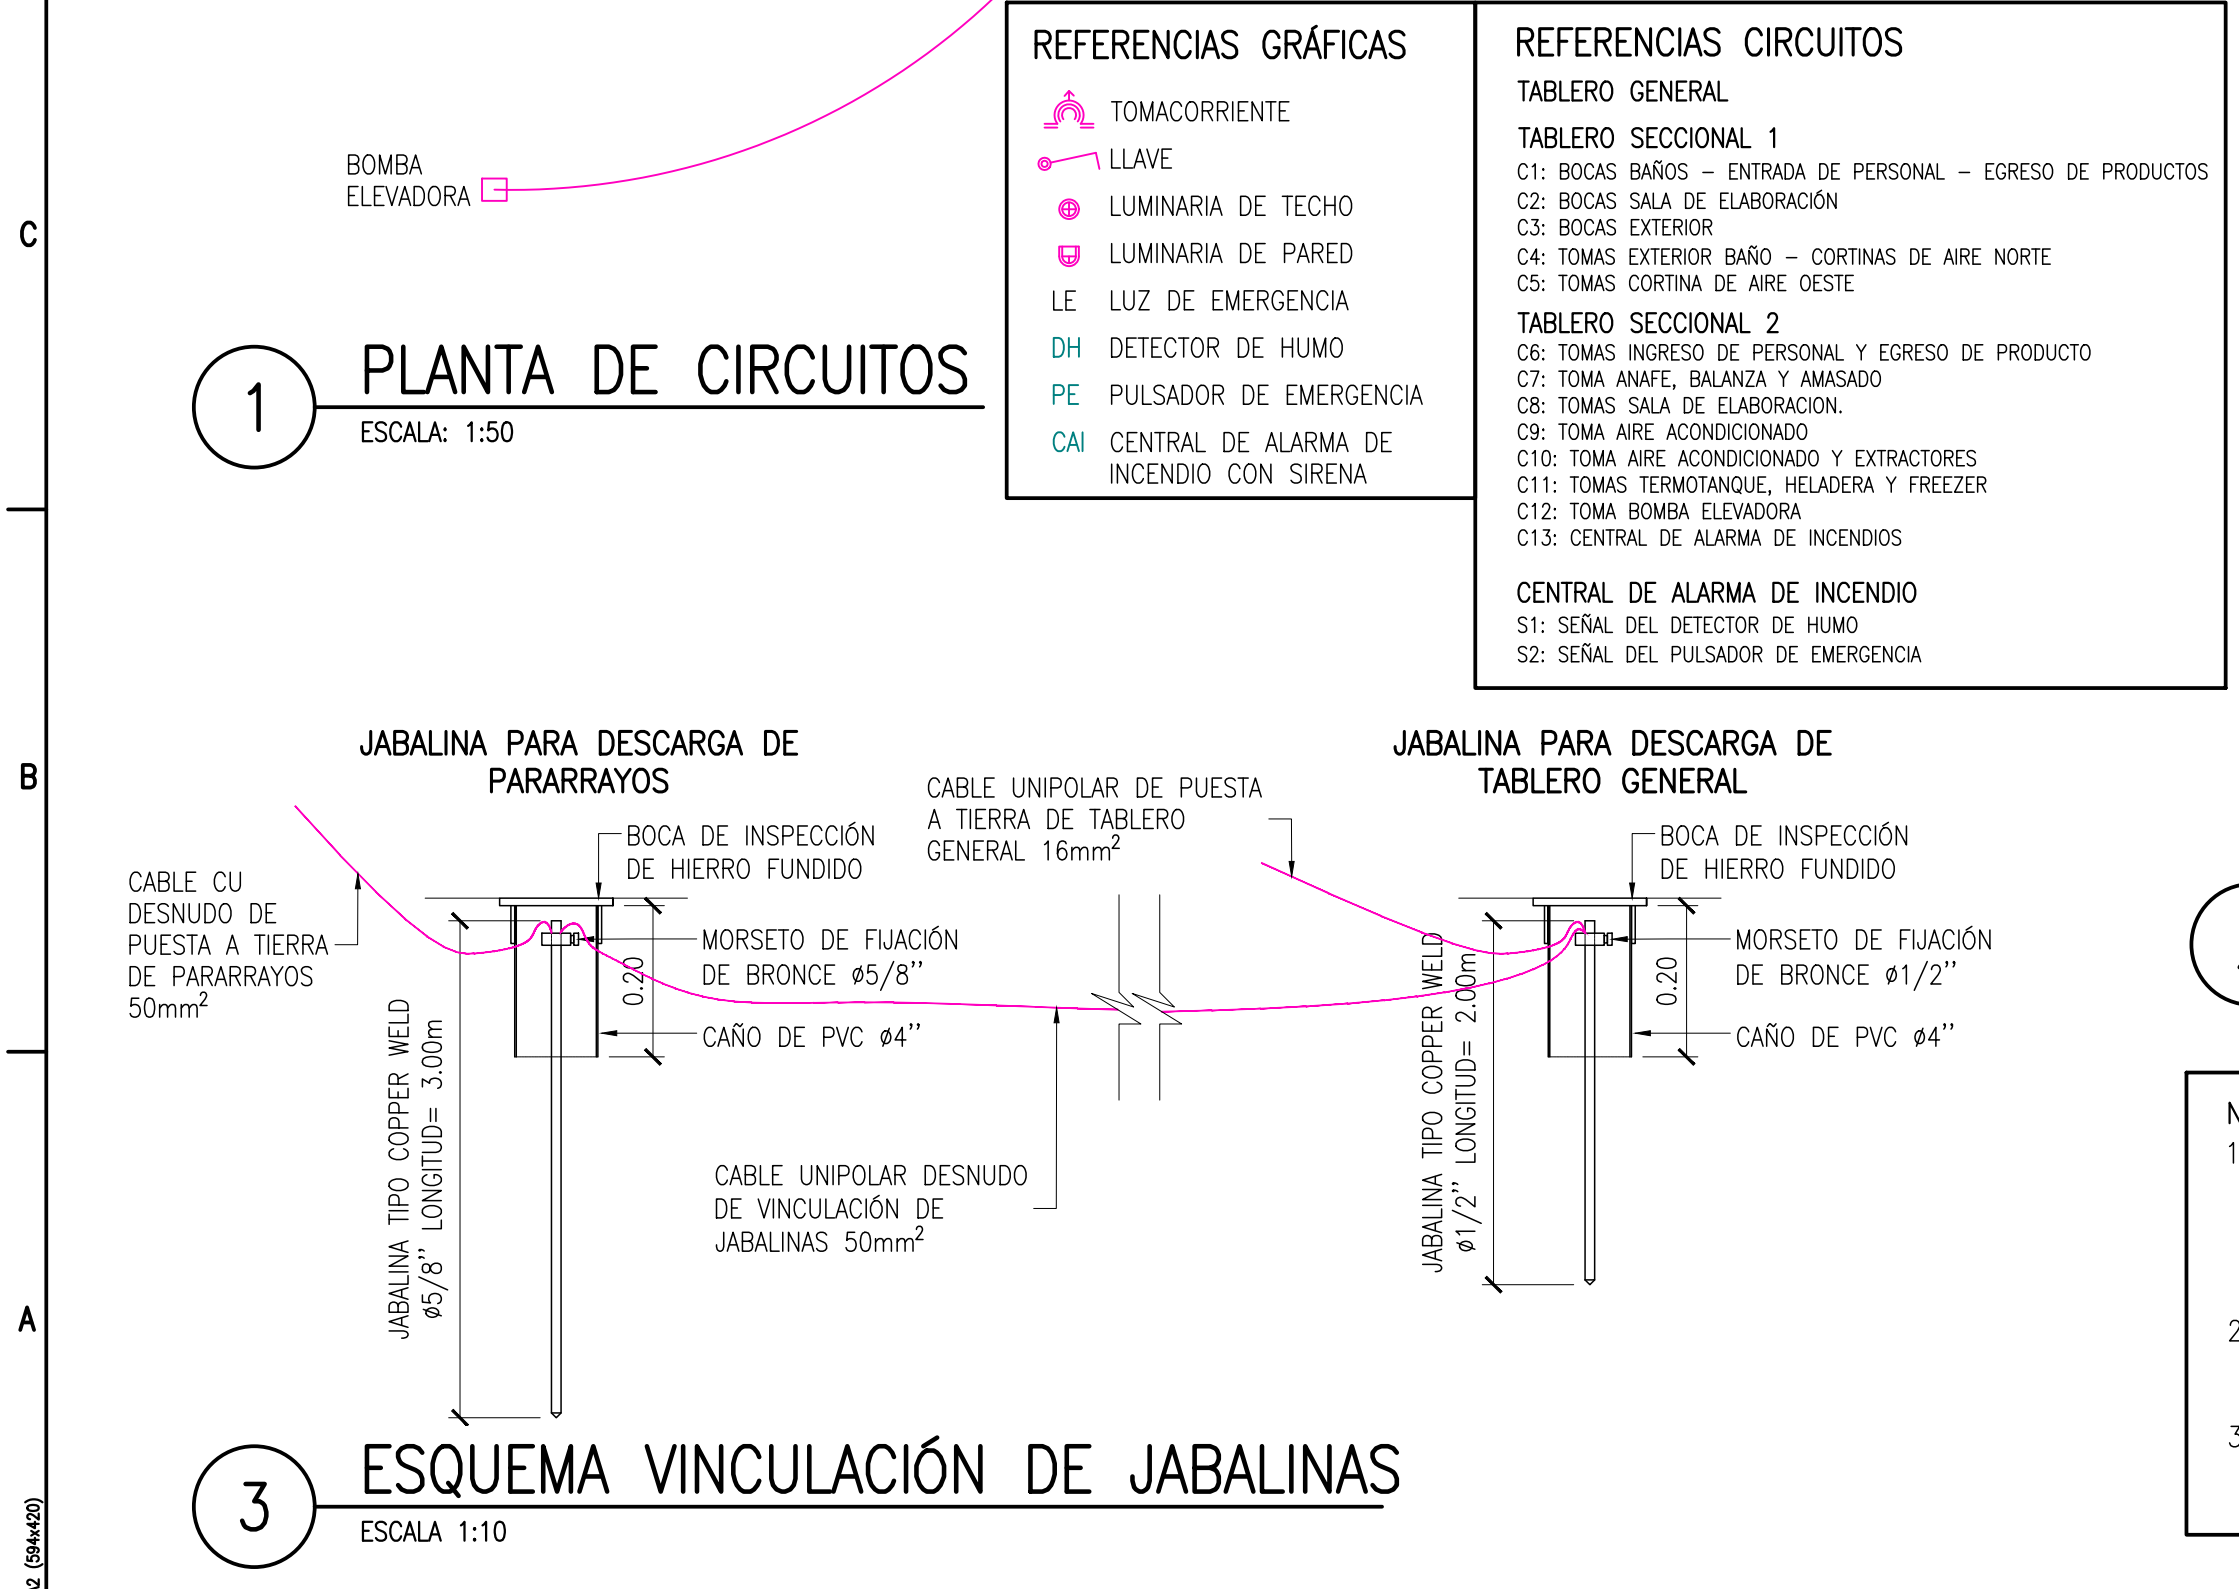 C
B
A
A2 (594x420)
BOMBA
ELEVADORA
1
PLANTA DE CIRCUITOS
ESCALA: 1:50
REFERENCIAS GRÁFICAS
TOMACORRIENTE
LLAVE
LUMINARIA DE TECHO
LUMINARIA DE PARED
LE LUZ DE EMERGENCIA
DH DETECTOR DE HUMO
PE PULSADOR DE EMERGENCIA
CAI CENTRAL DE ALARMA DE
INCENDIO CON SIRENA
REFERENCIAS CIRCUITOS
TABLERO GENERAL
TABLERO SECCIONAL 1
C1: BOCAS BAÑOS – ENTRADA DE PERSONAL – EGRESO DE PRODUCTOS
C2: BOCAS SALA DE ELABORACIÓN
C3: BOCAS EXTERIOR
C4: TOMAS EXTERIOR BAÑO – CORTINAS DE AIRE NORTE
C5: TOMAS CORTINA DE AIRE OESTE
TABLERO SECCIONAL 2
C6: TOMAS INGRESO DE PERSONAL Y EGRESO DE PRODUCTO
C7: TOMA ANAFE, BALANZA Y AMASADO
C8: TOMAS SALA DE ELABORACION.
C9: TOMA AIRE ACONDICIONADO
C10: TOMA AIRE ACONDICIONADO Y EXTRACTORES
C11: TOMAS TERMOTANQUE, HELADERA Y FREEZER
C12: TOMA BOMBA ELEVADORA
C13: CENTRAL DE ALARMA DE INCENDIOS
CENTRAL DE ALARMA DE INCENDIO
S1: SEÑAL DEL DETECTOR DE HUMO
S2: SEÑAL DEL PULSADOR DE EMERGENCIA
JABALINA PARA DESCARGA DE
PARARRAYOS
BOCA DE INSPECCIÓN
DE HIERRO FUNDIDO
CABLE CU
DESNUDO DE
PUESTA A TIERRA
DE PARARRAYOS
50mm²
MORSETO DE FIJACIÓN
DE BRONCE ø5/8’’
0.20
CAÑO DE PVC ø4’’
JABALINA TIPO COPPER WELD
ø5/8’’ LONGITUD= 3.00m
CABLE UNIPOLAR DE PUESTA
A TIERRA DE TABLERO
GENERAL 16mm²
CABLE UNIPOLAR DESNUDO
DE VINCULACIÓN DE
JABALINAS 50mm²
JABALINA PARA DESCARGA DE
TABLERO GENERAL
BOCA DE INSPECCIÓN
DE HIERRO FUNDIDO
MORSETO DE FIJACIÓN
DE BRONCE ø1/2’’
0.20
CAÑO DE PVC ø4’’
JABALINA TIPO COPPER WELD
ø1/2’’ LONGITUD= 2.00m
3
ESQUEMA VINCULACIÓN DE JABALINAS
ESCALA 1:10
1
2
3